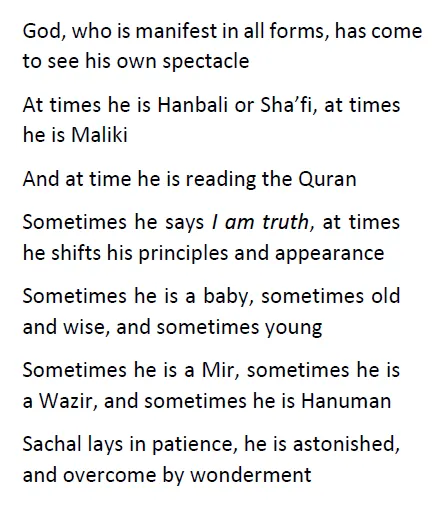 God, who is manifest in all forms, has come
to see his own spectacle
At times he is Hanbali or Sha’fi, at times
he is Maliki
And at time he is reading the Quran
Sometimes he says I am truth, at times
he shifts his principles and appearance
Sometimes he is a baby, sometimes old
and wise, and sometimes young
Sometimes he is a Mir, sometimes he is
a Wazir, and sometimes he is Hanuman
Sachal lays in patience, he is astonished,
and overcome by wonderment